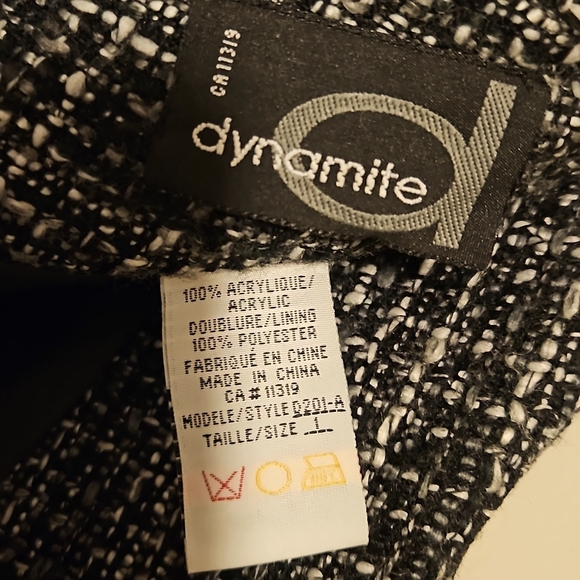 CA11319
dynamite
100% ACRYLIQUE/
ACRYLIC
DOUBLURE/LINING
100% POLYESTER
FABRIQUÉ EN CHINE
MADE IN CHINA
CA# 11319
MODELE/STYLE D201-A
TAILLE/SIZE